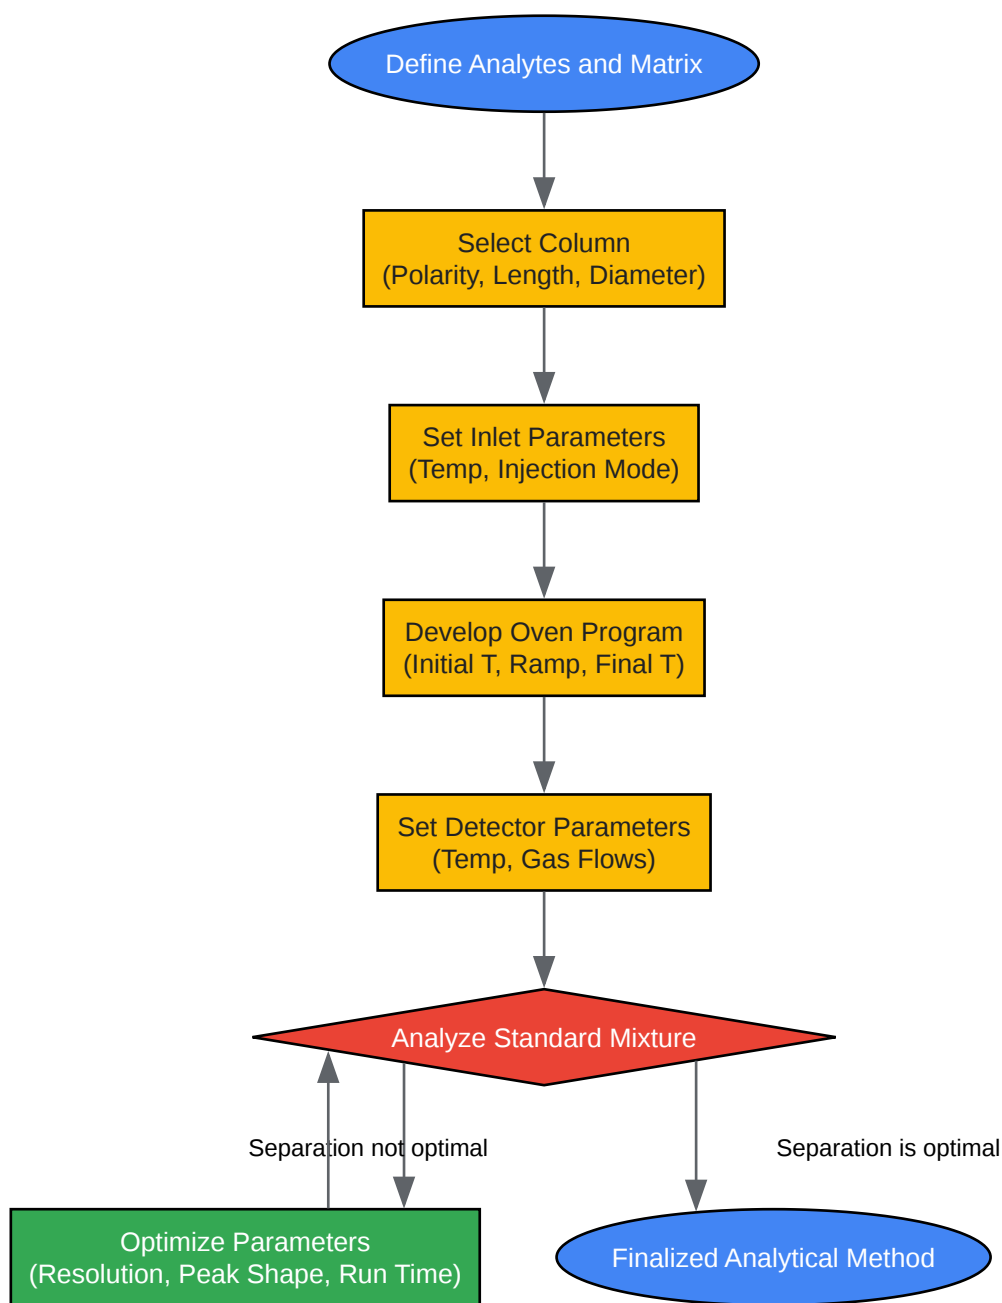 Define Analytes and Matrix
Select Column
(Polarity, Length, Diameter)
Set Inlet Parameters
(Temp, Injection Mode)
Develop Oven Program
(Initial T, Ramp, Final T)
Set Detector Parameters
(Temp, Gas Flows)
Analyze Standard Mixture
Separation not optimal
Separation is optimal
Optimize Parameters
(Resolution, Peak Shape, Run Time)
Finalized Analytical Method